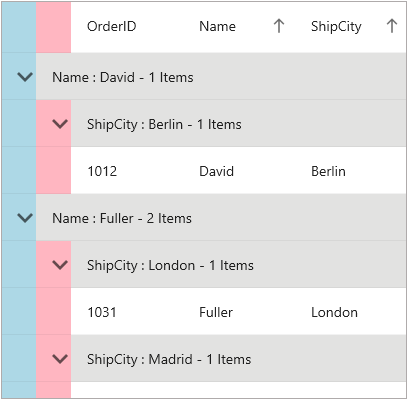 OrderID Name ShipCity
Name : David - 1 Items
ShipCity : Berlin - 1 Items
1012 David Berlin
Name : Fuller - 2 Items
ShipCity : London - 1 Items
1031 Fuller London
ShipCity : Madrid - 1 Items